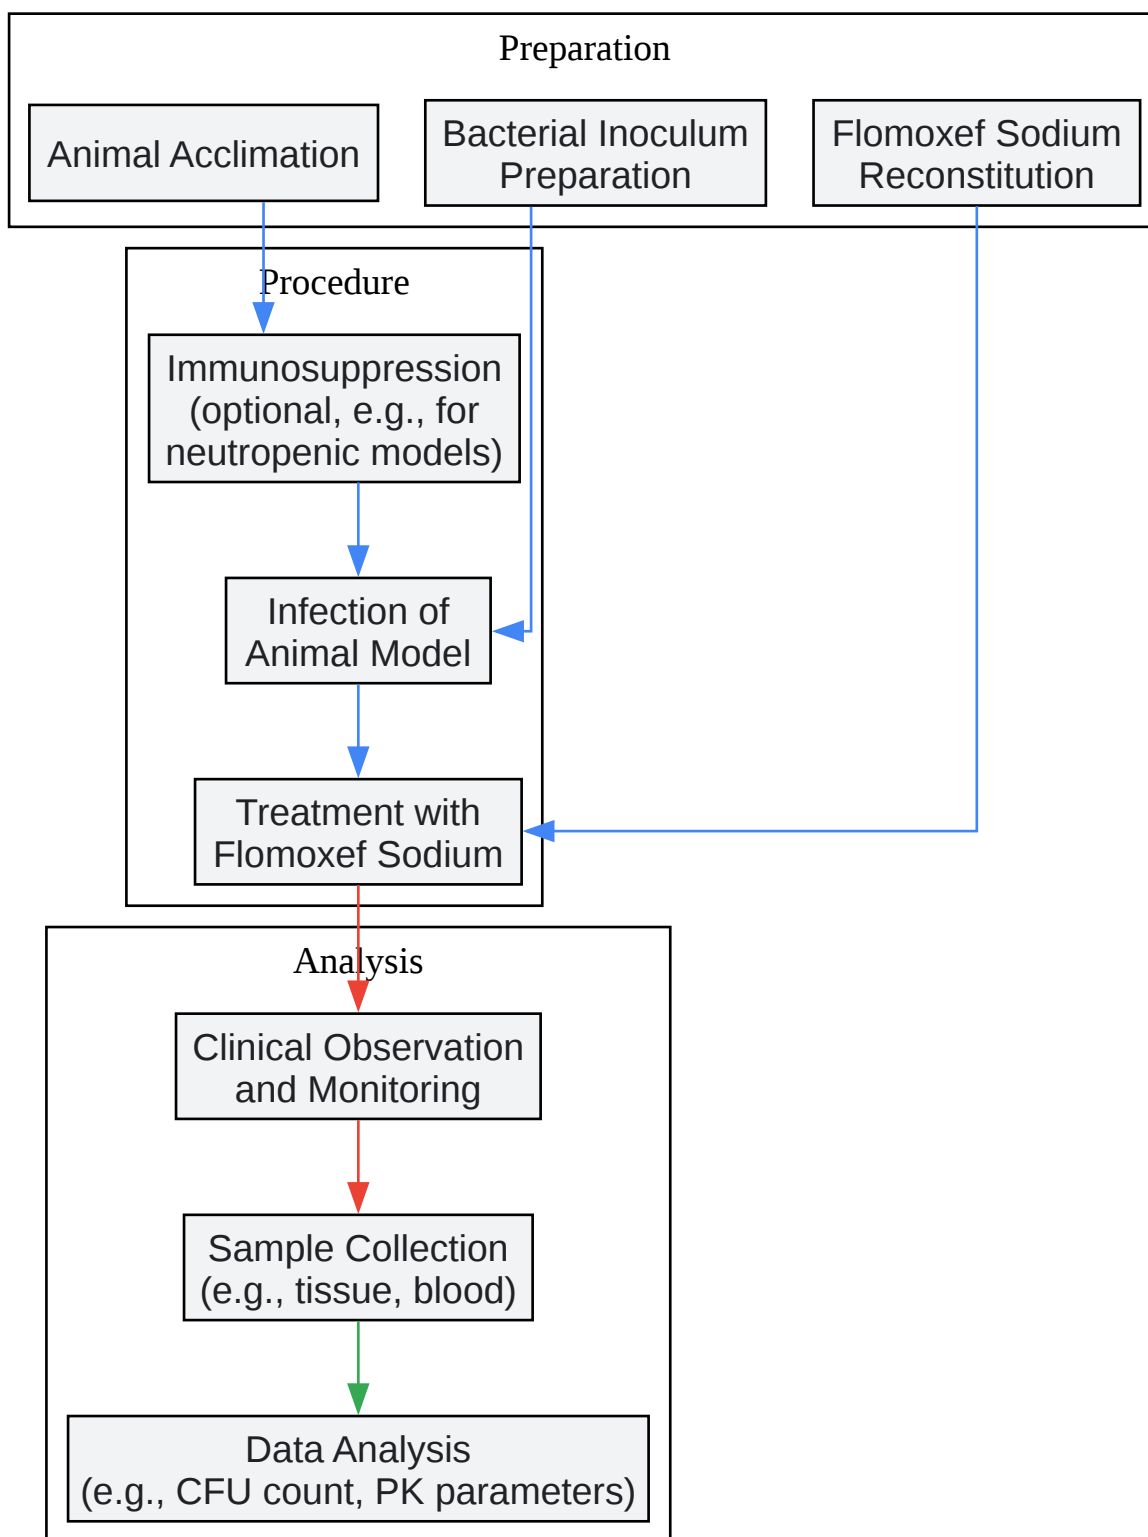 Preparation
Animal Acclimation
Bacterial Inoculum
Preparation
Flomoxef Sodium
Reconstitution
Procedure
Immunosuppression
(optional, e.g., for
neutropenic models)
Infection of
Animal Model
Treatment with
Flomoxef Sodium
Analysis
Clinical Observation
and Monitoring
Sample Collection
(e.g., tissue, blood)
Data Analysis
(e.g., CFU count, PK parameters)